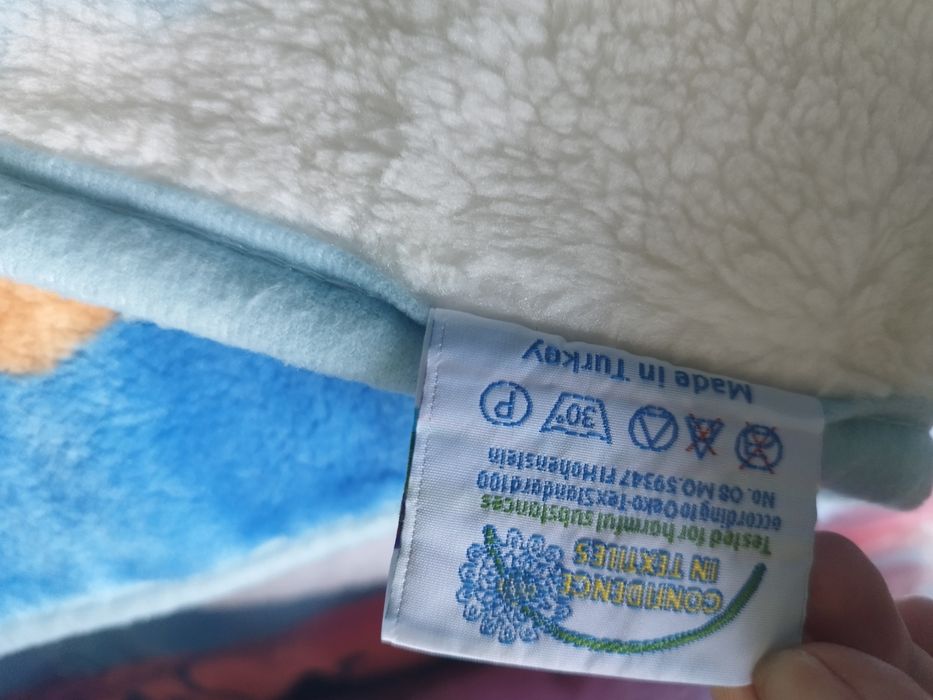 CONFIDENCE
IN TEXTILES
Tested for harmful substances
according to Oeko-Tex Standard 100
No. 08 MO.59347 FI Hohenstein
30°
P
Made in Turkey